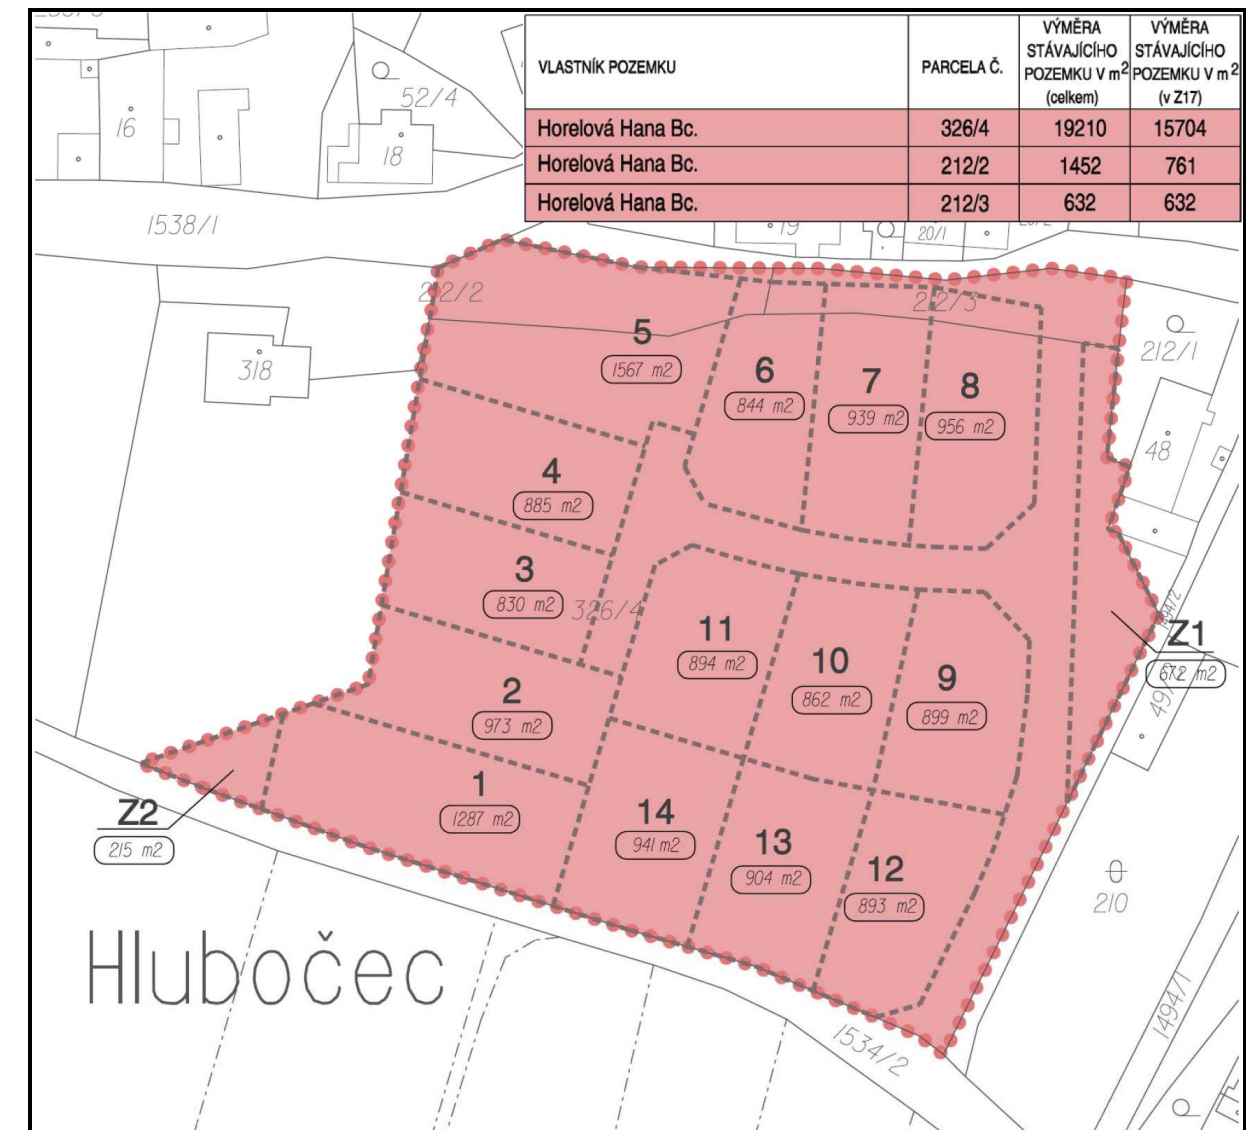 VLASTNÍK POZEMKU
PARCELA Č.
VÝMĚRA
STÁVAJÍCÍHO
POZEMKU V m²
(celkem)
VÝMĚRA
STÁVAJÍCÍHO
POZEMKU V m²
(v Z17)
Horelová Hana Bc. 326/4 19210 15704
Horelová Hana Bc. 212/2 1452 761
Horelová Hana Bc. 212/3 632 632
52/4
16
18
1538/1
19
20/1
212/2
212/3
212/1
318
48
5
1567 m2
6
844 m2
7
939 m2
8
956 m2
4
885 m2
3
830 m2
326/4
11
894 m2
10
862 m2
9
899 m2
Z1
672 m2
1494/2
2
973 m2
1
1287 m2
14
941 m2
13
904 m2
12
893 m2
Z2
215 m2
210
Hlubočec
1534/2
1494/1